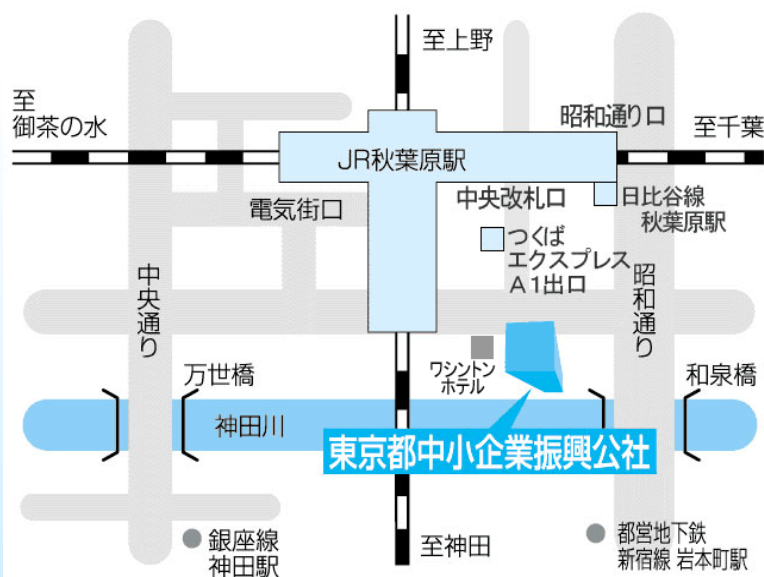 至上野
至
御茶の水
昭和通り口
至千葉
JR秋葉原駅
電気街口
中央改札口
日比谷線
秋葉原駅
つくば
エクスプレス
A1出口
中央通り
昭和通り
ワシントン
ホテル
万世橋
和泉橋
神田川
東京都中小企業振興公社
銀座線
神田駅
至神田
都営地下鉄
新宿線 岩本町駅